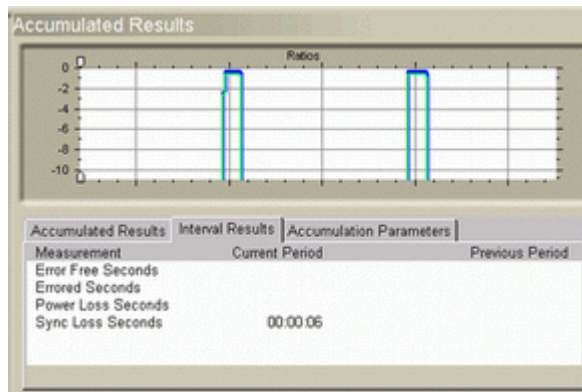 Accumulated Results
Ratios
0
-2
-4
-6
-8
-10
Accumulated Results Interval Results Accumulation Parameters
Measurement Current Period Previous Period
Error Free Seconds
Errored Seconds
Power Loss Seconds
Sync Loss Seconds 00:00:06